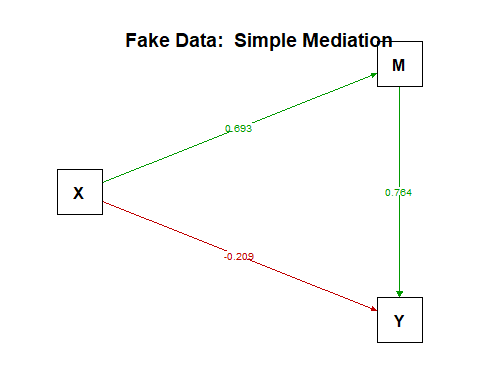 Fake Data:  Simple Mediation
M
0.693
X
0.764
-0.209
Y